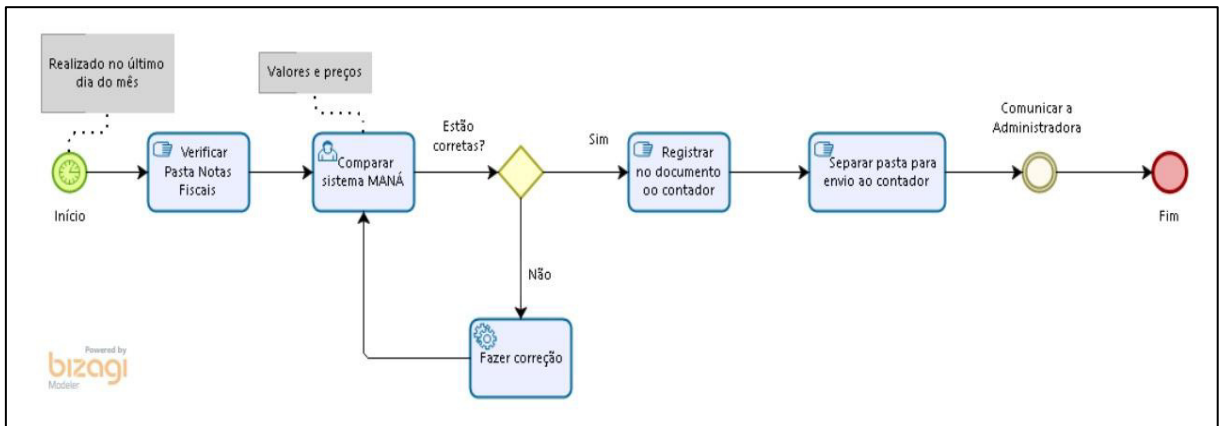 Realizado no último
dia do mês
Valores e preços
Início
Verificar
Pasta Notas
Fiscais
Comparar
sistema MANÁ
Estão
corretas?
Sim
Não
Fazer correção
Registrar
no documento
oo contador
Separar pasta para
envio ao contador
Comunicar a
Administradora
Fim
Powered by
bizagi
Modeler